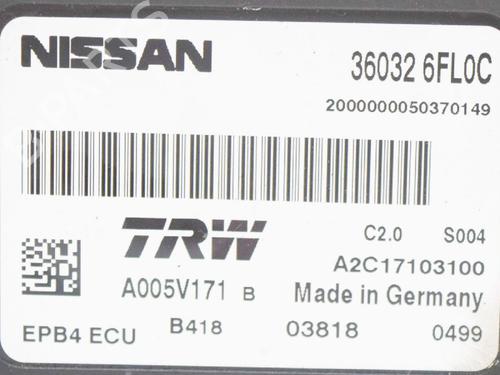 NISSAN 36032 6FL0C
2000000050370149
TRW C2.0 S004
A2C17103100
A005V171 B Made in Germany
EPB4 ECU B418 03818 0499